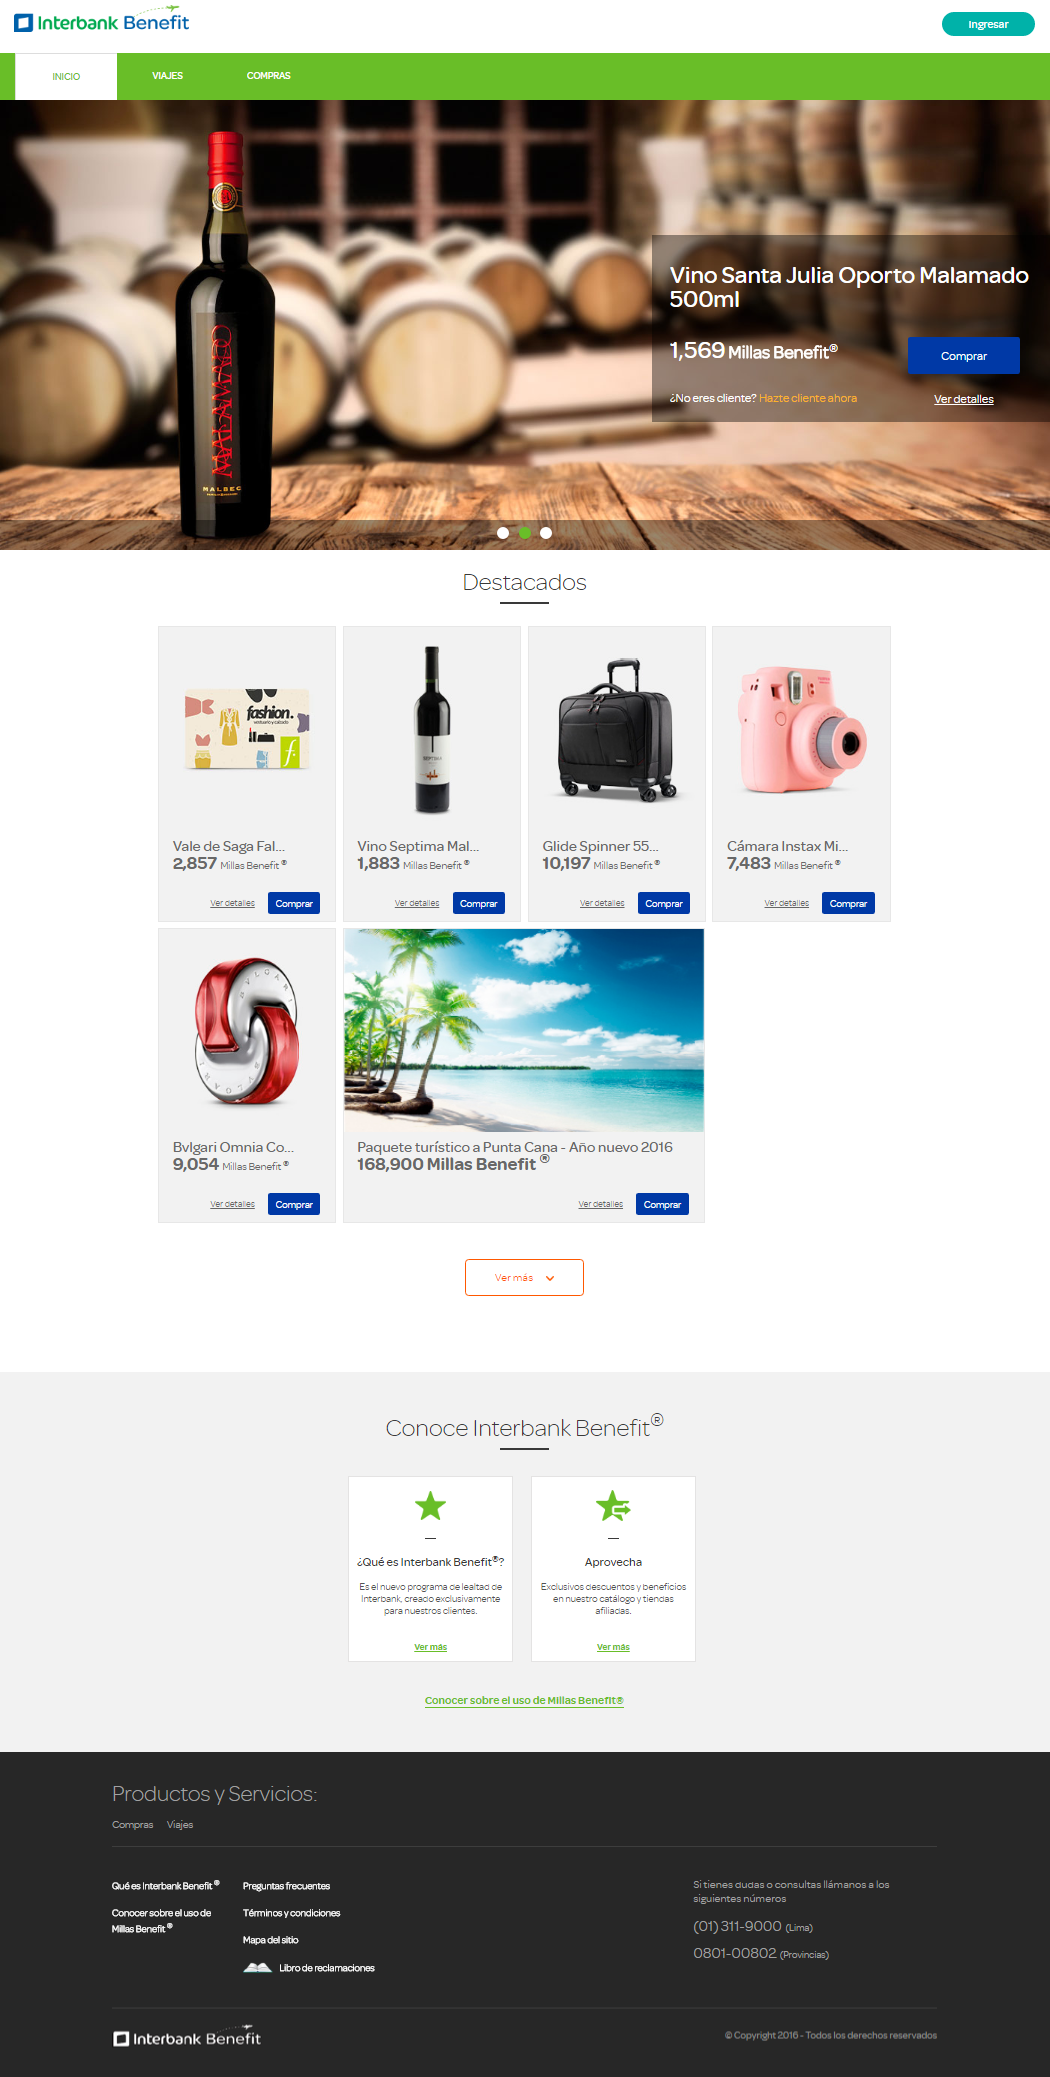 Interbank Benefit
Ingresar
INICIO
VIAJES
COMPRAS
Vino Santa Julia Oporto Malamado
500ml
1,569 Millas Benefit®
Comprar
¿No eres cliente? Hazte cliente ahora
Ver detalles
MALAMADO
MALBEC
Destacados
fashion.
vestuario y calzado
f.
Vale de Saga Fal...
2,857 Millas Benefit ®
Ver detalles
Comprar
SEPTIMA
Vino Septima Mal...
1,883 Millas Benefit ®
Ver detalles
Comprar
Glide Spinner 55...
10,197 Millas Benefit ®
Ver detalles
Comprar
Cámara Instax Mi...
7,483 Millas Benefit ®
Ver detalles
Comprar
BVLGARI
BVLGARI
Bvlgari Omnia Co...
9,054 Millas Benefit ®
Ver detalles
Comprar
Paquete turístico a Punta Cana - Año nuevo 2016
168,900 Millas Benefit ®
Ver detalles
Comprar
Ver más
Conoce Interbank Benefit®
¿Qué es Interbank Benefit®?
Es el nuevo programa de lealtad de
Interbank, creado exclusivamente
para nuestros clientes.
Ver más
Aprovecha
Exclusivos descuentos y beneficios
en nuestro catálogo y tiendas
afiliadas.
Ver más
Conocer sobre el uso de Millas Benefit®
Productos y Servicios:
Compras
Viajes
Qué es Interbank Benefit ®
Conocer sobre el uso de
Millas Benefit ®
Preguntas frecuentes
Términos y condiciones
Mapa del sitio
Libro de reclamaciones
Si tienes dudas o consultas llámanos a los
siguientes números
(01) 311-9000 (Lima)
0801-00802 (Provincias)
Interbank Benefit
© Copyright 2016 - Todos los derechos reservados